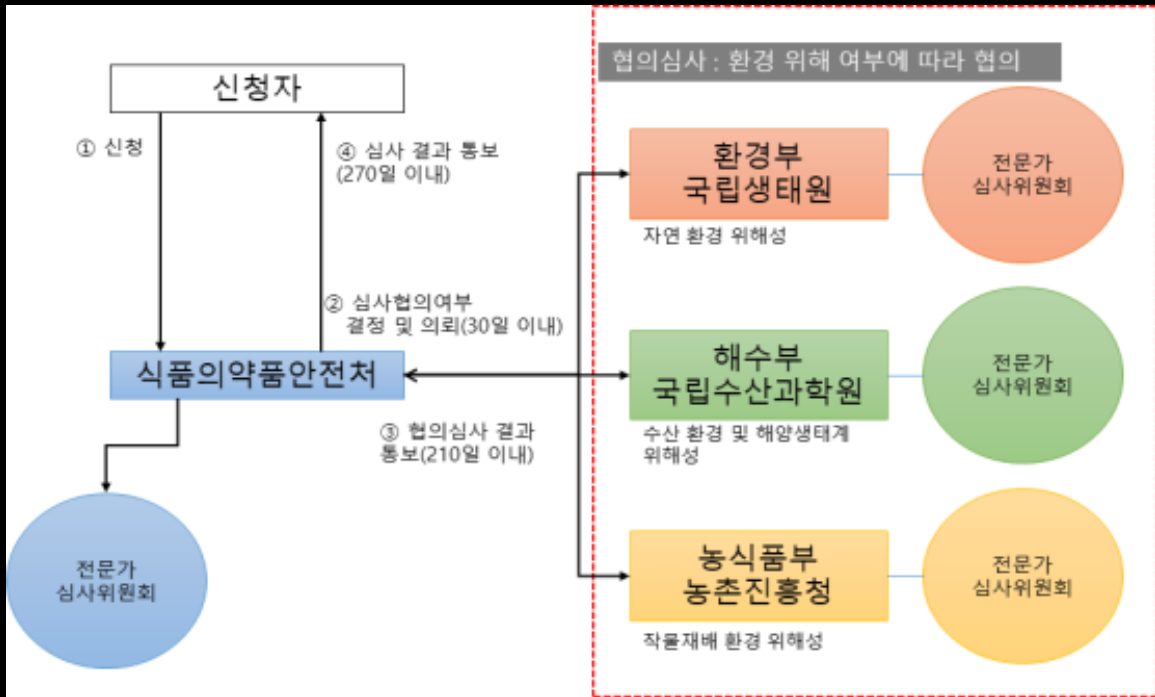 협의심사 : 환경 위해 여부에 따라 협의
신청자
① 신청
④ 심사 결과 통보
(270일 이내)
환경부
국립생태원
전문가
심사위원회
자연 환경 위해성
② 심사협의여부
결정 및 의뢰(30일 이내)
식품의약품안전처
해수부
국립수산과학원
전문가
심사위원회
③ 협의심사 결과
통보(210일 이내)
수산 환경 및 해양생태계
위해성
전문가
심사위원회
농식품부
농촌진흥청
전문가
심사위원회
작물재배 환경 위해성